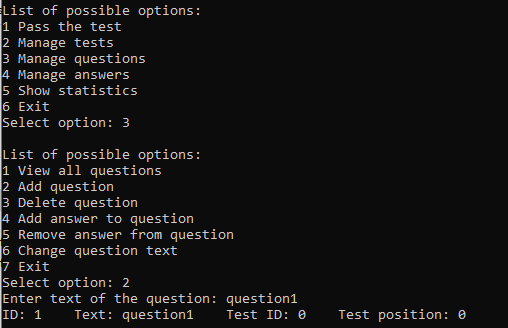 List of possible options:
1 Pass the test
2 Manage tests
3 Manage questions
4 Manage answers
5 Show statistics
6 Exit
Select option: 3
List of possible options:
1 View all questions
2 Add question
3 Delete question
4 Add answer to question
5 Remove answer from question
6 Change question text
7 Exit
Select option: 2
Enter text of the question: question1
ID: 1    Text: question1    Test ID: 0    Test position: 0